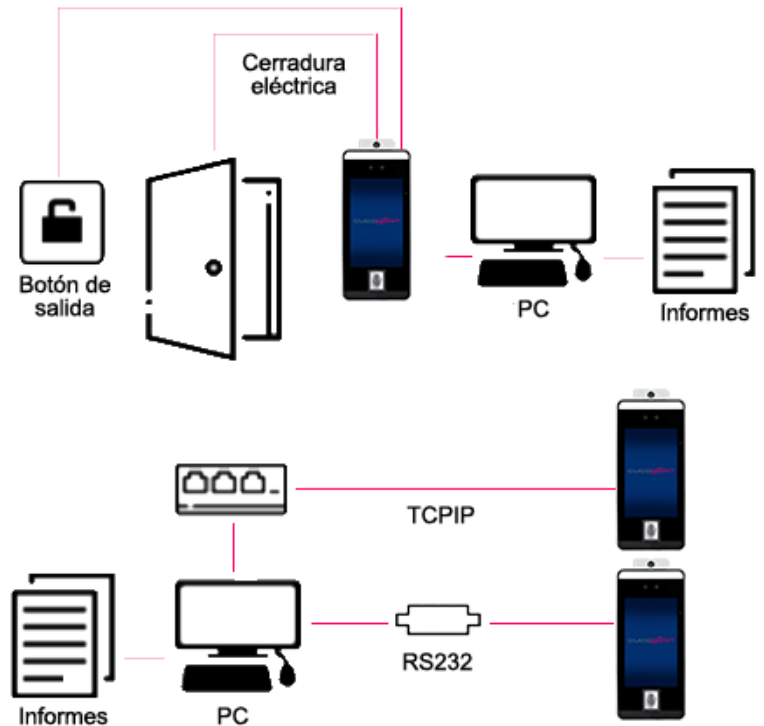 Cerradura
eléctrica
Botón de
salida
PC
Informes
TCPIP
RS232
Informes
PC